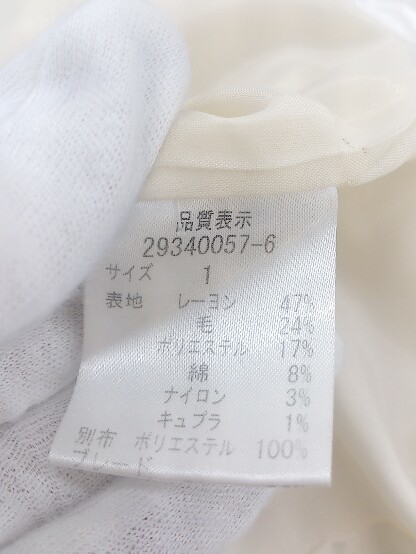 品質表示
29340057-6
サイズ 1
表地 レーヨン 47%
毛 24%
ポリエステル 17%
綿 8%
ナイロン 3%
キュプラ 1%
別布 ポリエステル 100%
ブレード